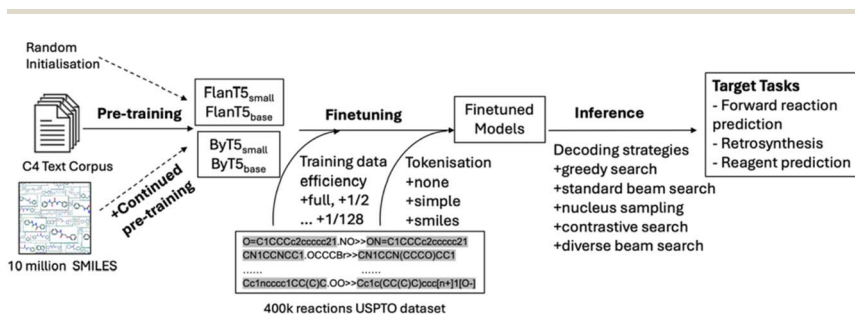 Random
Initialisation
C4 Text Corpus
10 million SMILES
Pre-training
+Continued
pre-training
FlanT5small
FlanT5base
ByT5small
ByT5base
Finetuning
Training data
efficiency
+full, +1/2
... +1/128
Tokenisation
+none
+simple
+smiles
O=C1CCCc2ccccc21.NO>>ON=C1CCCc2ccccc21
CN1CCNCC1.OCCCBr>>CN1CCN(CCCO)CC1
...... ......
Cc1ncccc1CC(C)C.OO>>Cc1c(CC(C)C)ccc[n+]1[O-]
400k reactions USPTO dataset
Finetuned
Models
Inference
Decoding strategies
+greedy search
+standard beam search
+nucleus sampling
+contrastive search
+diverse beam search
Target Tasks
- Forward reaction
prediction
- Retrosynthesis
- Reagent prediction